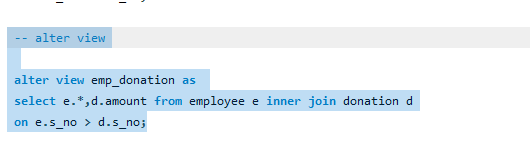 -- alter view
alter view emp_donation as
select e.*,d.amount from employee e inner join donation d
on e.s_no > d.s_no;